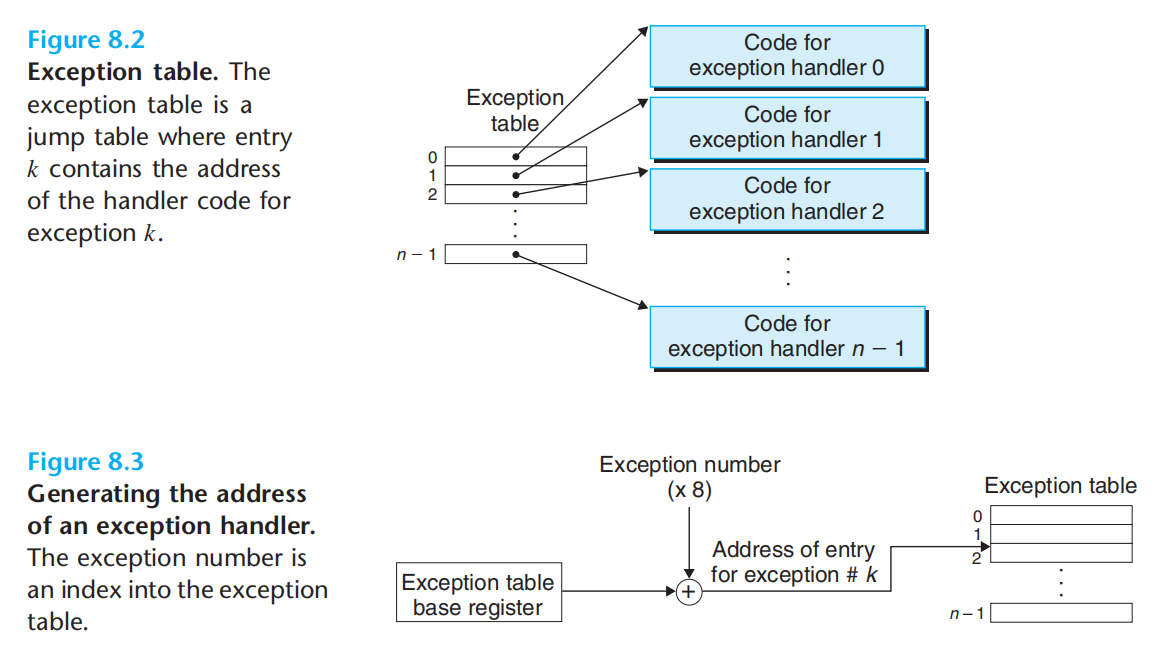 Figure 8.2
Exception table. The
exception table is a
jump table where entry
k contains the address
of the handler code for
exception k.
Exception
table
0
1
2
n − 1
Code for
exception handler 0
Code for
exception handler 1
Code for
exception handler 2
Code for
exception handler n − 1
Figure 8.3
Generating the address
of an exception handler.
The exception number is
an index into the exception
table.
Exception number
(x 8)
Exception table
base register
+
Address of entry
for exception # k
Exception table
0
1
2
n − 1